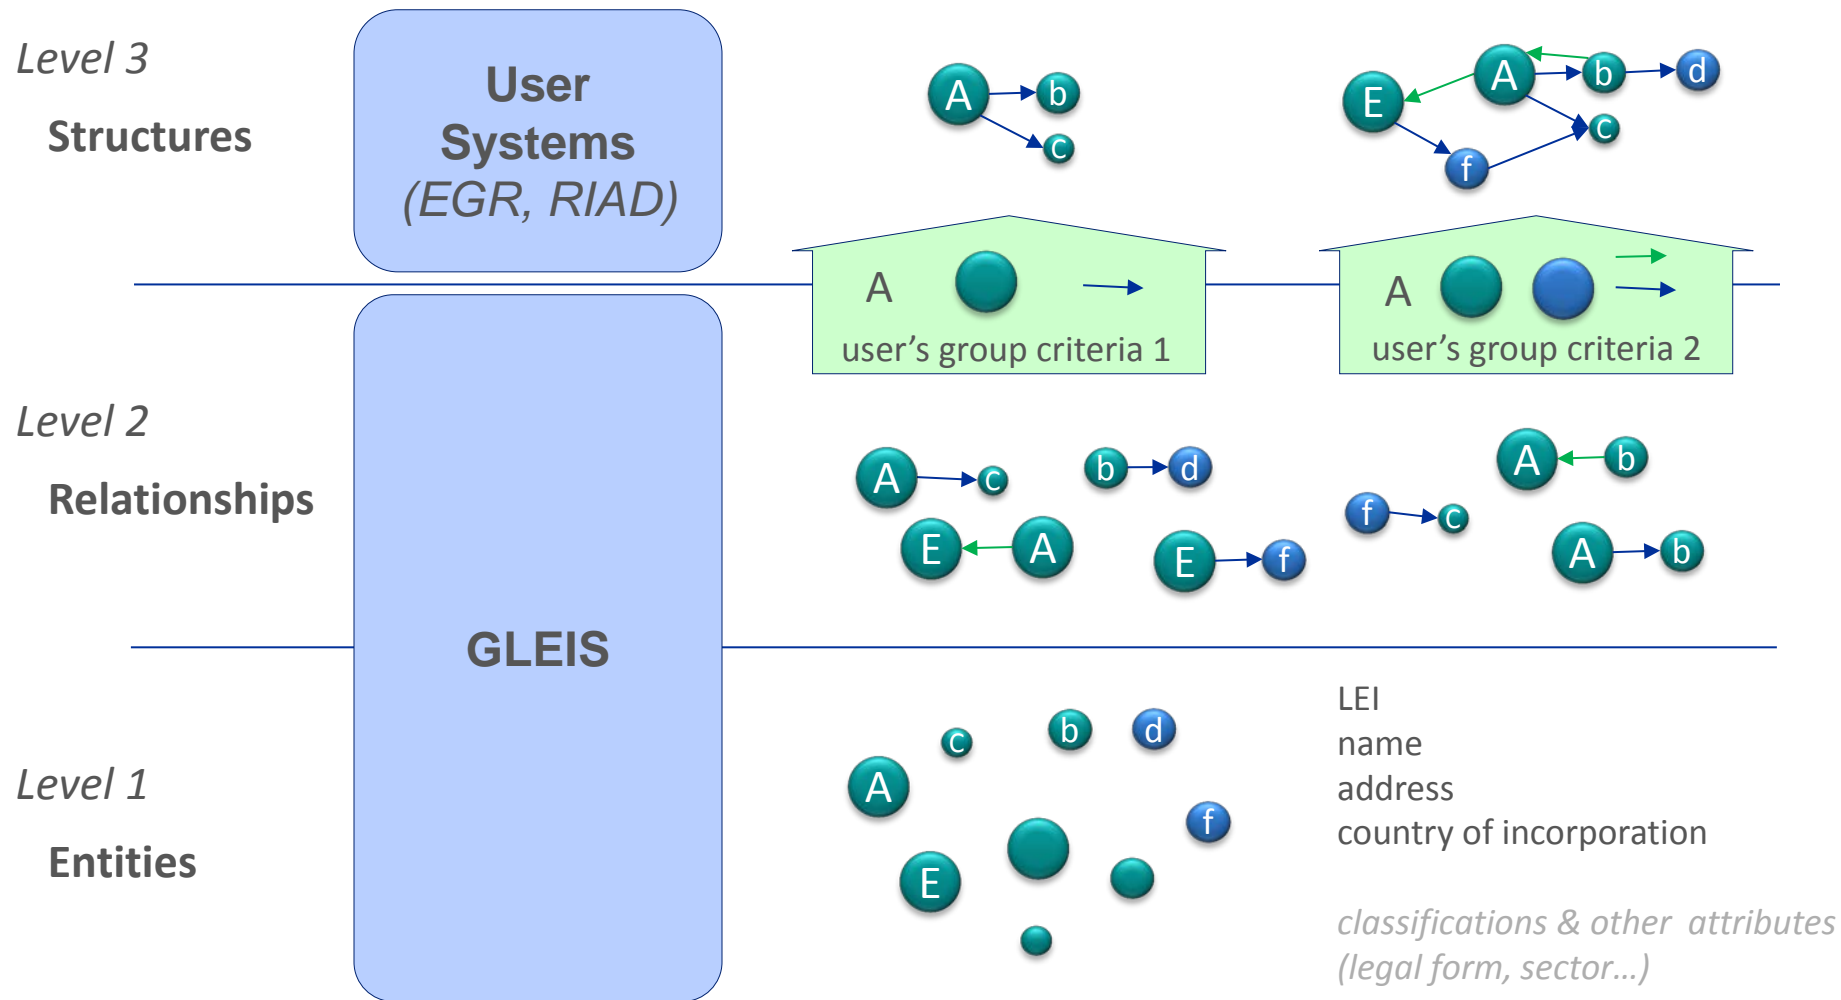 Level 3
Structures
User
Systems
(EGR, RIAD)
A
b
c
E
A
b
d
c
f
A
user's group criteria 1
A
user's group criteria 2
Level 2
Relationships
A
c
b
d
E
A
E
f
A
b
f
c
A
b
GLEIS
Level 1
Entities
c
b
d
A
f
E
LEI
name
address
country of incorporation
classifications & other attributes
(legal form, sector...)